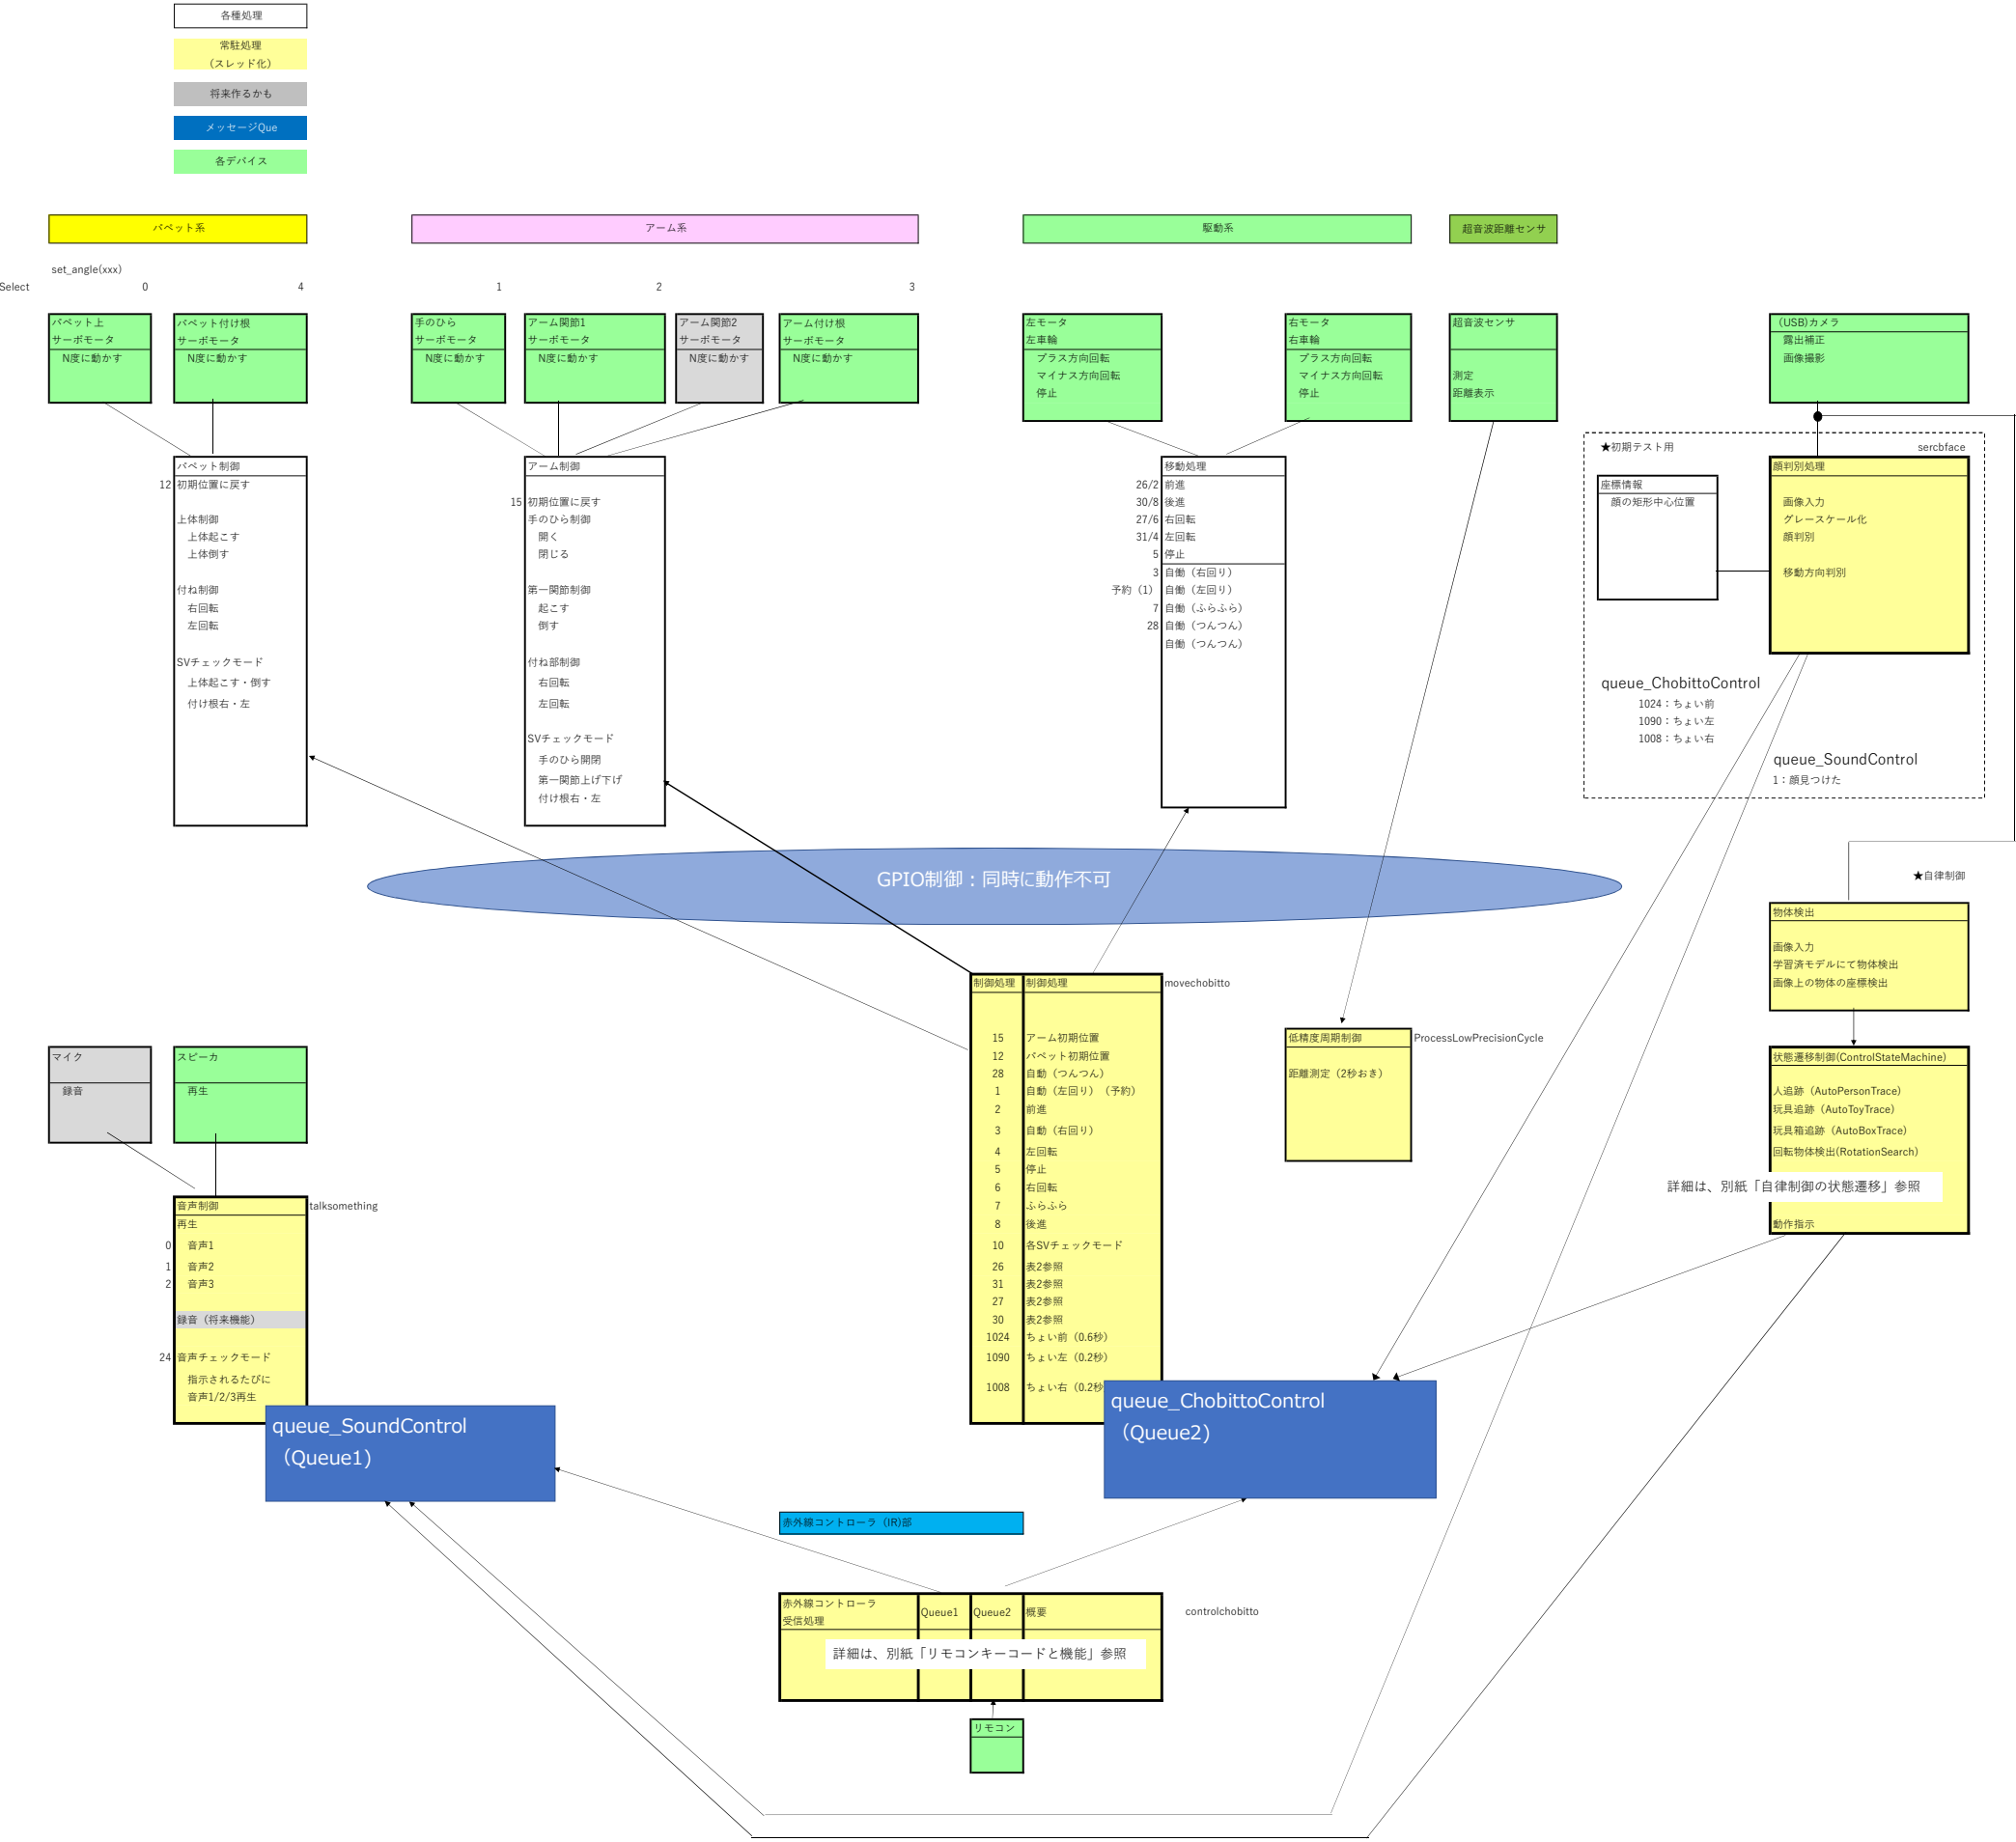 各種処理
常駐処理
(スレッド化)
将来作るかも
メッセージQue
各デバイス
パペット系
アーム系
駆動系
超音波距離センサ
set_angle(xxx)
Select
0
4
1
2
3
パペット上
サーボモータ
N度に動かす
パペット付け根
サーボモータ
N度に動かす
手のひら
サーボモータ
N度に動かす
アーム関節1
サーボモータ
N度に動かす
アーム関節2
サーボモータ
N度に動かす
アーム付け根
サーボモータ
N度に動かす
左モータ
左車輪
プラス方向回転
マイナス方向回転
停止
右モータ
右車輪
プラス方向回転
マイナス方向回転
停止
超音波センサ
測定
距離表示
(USB)カメラ
露出補正
画像撮影
パペット制御
12 初期位置に戻す
上体制御
上体起こす
上体倒す
付ね制御
右回転
左回転
SVチェックモード
上体起こす・倒す
付け根右・左
アーム制御
15 初期位置に戻す
手のひら制御
開く
閉じる
第一関節制御
起こす
倒す
付ね部制御
右回転
左回転
SVチェックモード
手のひら開閉
第一関節上げ下げ
付け根右・左
移動処理
26/2 前進
30/8 後進
27/6 右回転
31/4 左回転
5 停止
3 自働（右回り）
予約（1） 自働（左回り）
7 自働（ふらふら）
28 自働（つんつん）
自働（つんつん）
★初期テスト用
sercbface
座標情報
顔の矩形中心位置
顔判別処理
画像入力
グレースケール化
顔判別
移動方向判別
queue_ChobittoControl
1024：ちょい前
1090：ちょい左
1008：ちょい右
queue_SoundControl
1：顔見つけた
GPIO制御：同時に動作不可
★自律制御
物体検出
画像入力
学習済モデルにて物体検出
画像上の物体の座標検出
制御処理 制御処理 movechobitto
15 アーム初期位置
12 パペット初期位置
28 自動（つんつん）
1 自動（左回り）（予約）
2 前進
3 自動（右回り）
4 左回転
5 停止
6 右回転
7 ふらふら
8 後進
10 各SVチェックモード
26 表2参照
31 表2参照
27 表2参照
30 表2参照
1024 ちょい前（0.6秒）
1090 ちょい左（0.2秒）
1008 ちょい右（0.2秒
低精度周期制御 ProcessLowPrecisionCycle
距離測定（2秒おき）
状態遷移制御(ControlStateMachine)
人追跡（AutoPersonTrace)
玩具追跡（AutoToyTrace)
玩具箱追跡（AutoBoxTrace)
回転物体検出(RotationSearch)
詳細は、別紙「自律制御の状態遷移」参照
動作指示
マイク
録音
スピーカ
再生
音声制御 talksomething
再生
0 音声1
1 音声2
2 音声3
録音（将来機能）
24 音声チェックモード
指示されるたびに
音声1/2/3再生
queue_SoundControl
（Queue1)
queue_ChobittoControl
（Queue2)
赤外線コントローラ（IR)部
赤外線コントローラ
受信処理
Queue1 Queue2 概要
controlchobitto
詳細は、別紙「リモコンキーコードと機能」参照
リモコン